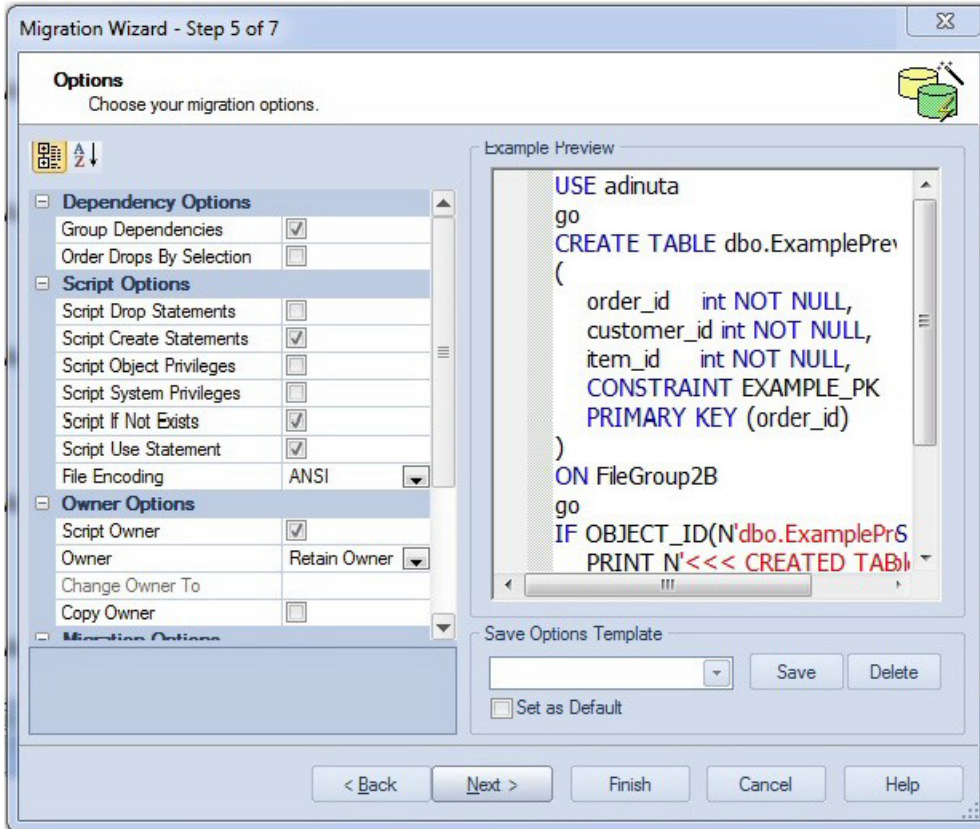 Migration Wizard - Step 5 of 7
Options
Choose your migration options.
Dependency Options
Group Dependencies
Order Drops By Selection
Script Options
Script Drop Statements
Script Create Statements
Script Object Privileges
Script System Privileges
Script If Not Exists
Script Use Statement
File Encoding ANSI
Owner Options
Script Owner
Owner Retain Owner
Change Owner To
Copy Owner
Migration Options
Example Preview
USE adinuta
go
CREATE TABLE dbo.ExamplePrev
(
order_id int NOT NULL,
customer_id int NOT NULL,
item_id int NOT NULL,
CONSTRAINT EXAMPLE_PK
PRIMARY KEY (order_id)
)
ON FileGroup2B
go
IF OBJECT_ID(N'dbo.ExamplePr
PRINT N'<<< CREATED
Save Options Template
Save Delete
Set as Default
< Back Next > Finish Cancel Help